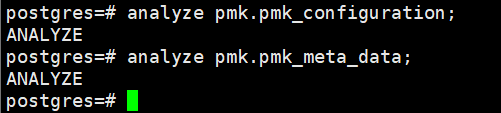 postgres=# analyze pmk.pmk_configuration;
ANALYZE
postgres=# analyze pmk.pmk_meta_data;
ANALYZE
postgres=#